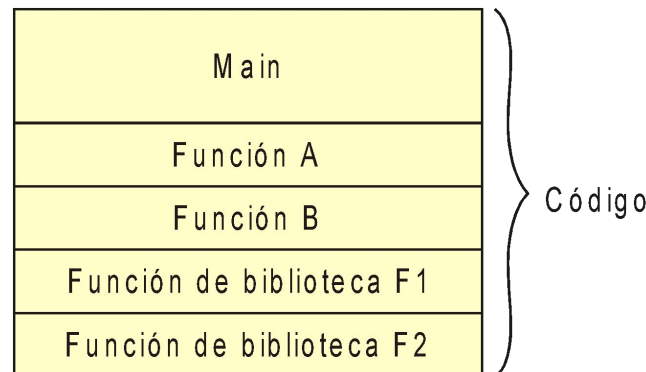 Main
Función A
Función B
Función de biblioteca F1
Función de biblioteca F2
Código